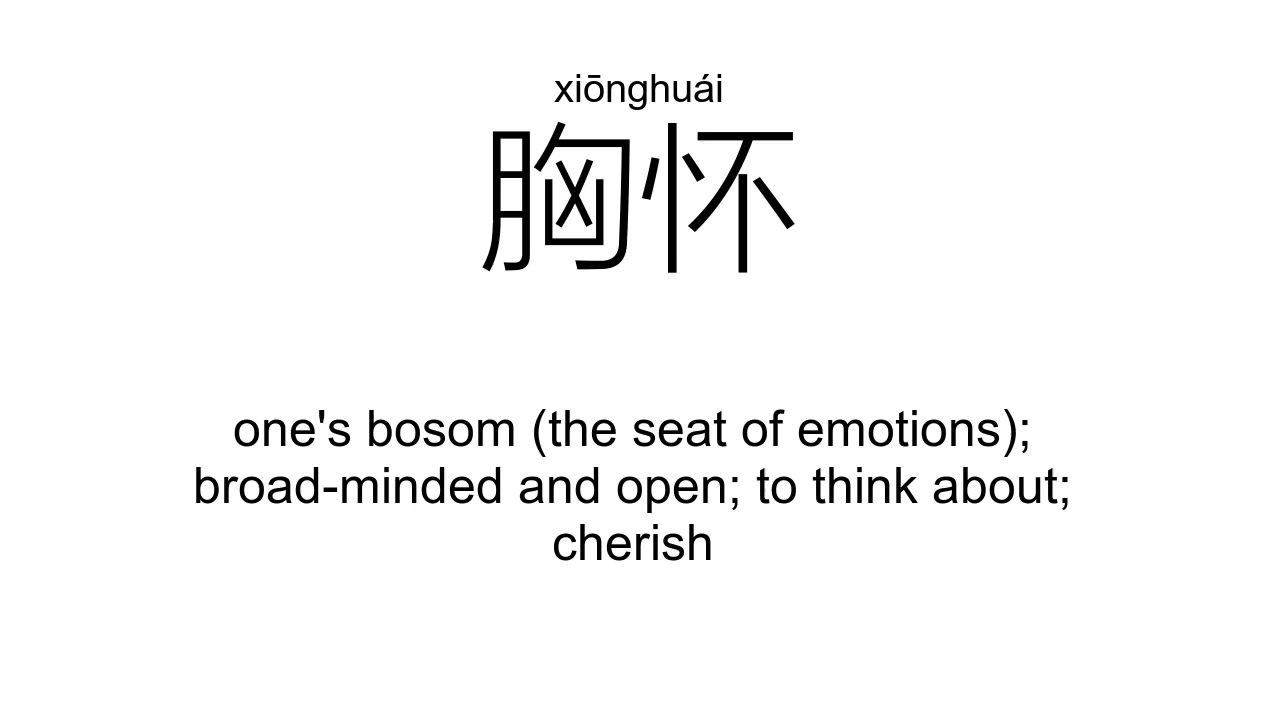 xiōnghuái
胸怀
one's bosom (the seat of emotions);
broad-minded and open; to think about;
cherish